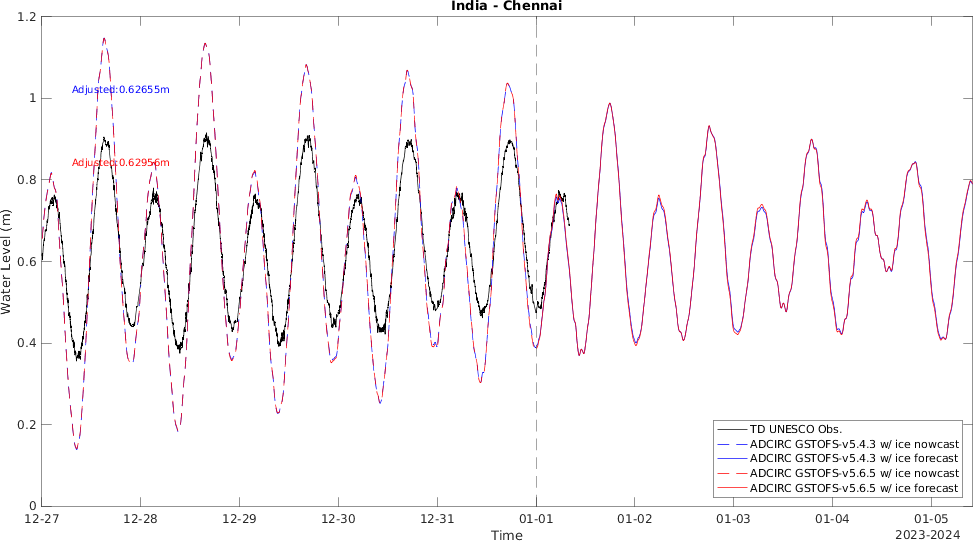 India - Chennai
1.2
1
0.8
0.6
0.4
0.2
0
Water Level (m)
Adjusted:0.62655m
Adjusted:0.62956m
TD UNESCO Obs.
ADCIRC GSTOFS-v5.4.3 w/ ice nowcast
ADCIRC GSTOFS-v5.4.3 w/ ice forecast
ADCIRC GSTOFS-v5.6.5 w/ ice nowcast
ADCIRC GSTOFS-v5.6.5 w/ ice forecast
12-27 12-28 12-29 12-30 12-31 01-01 01-02 01-03 01-04 01-05
Time
2023-2024